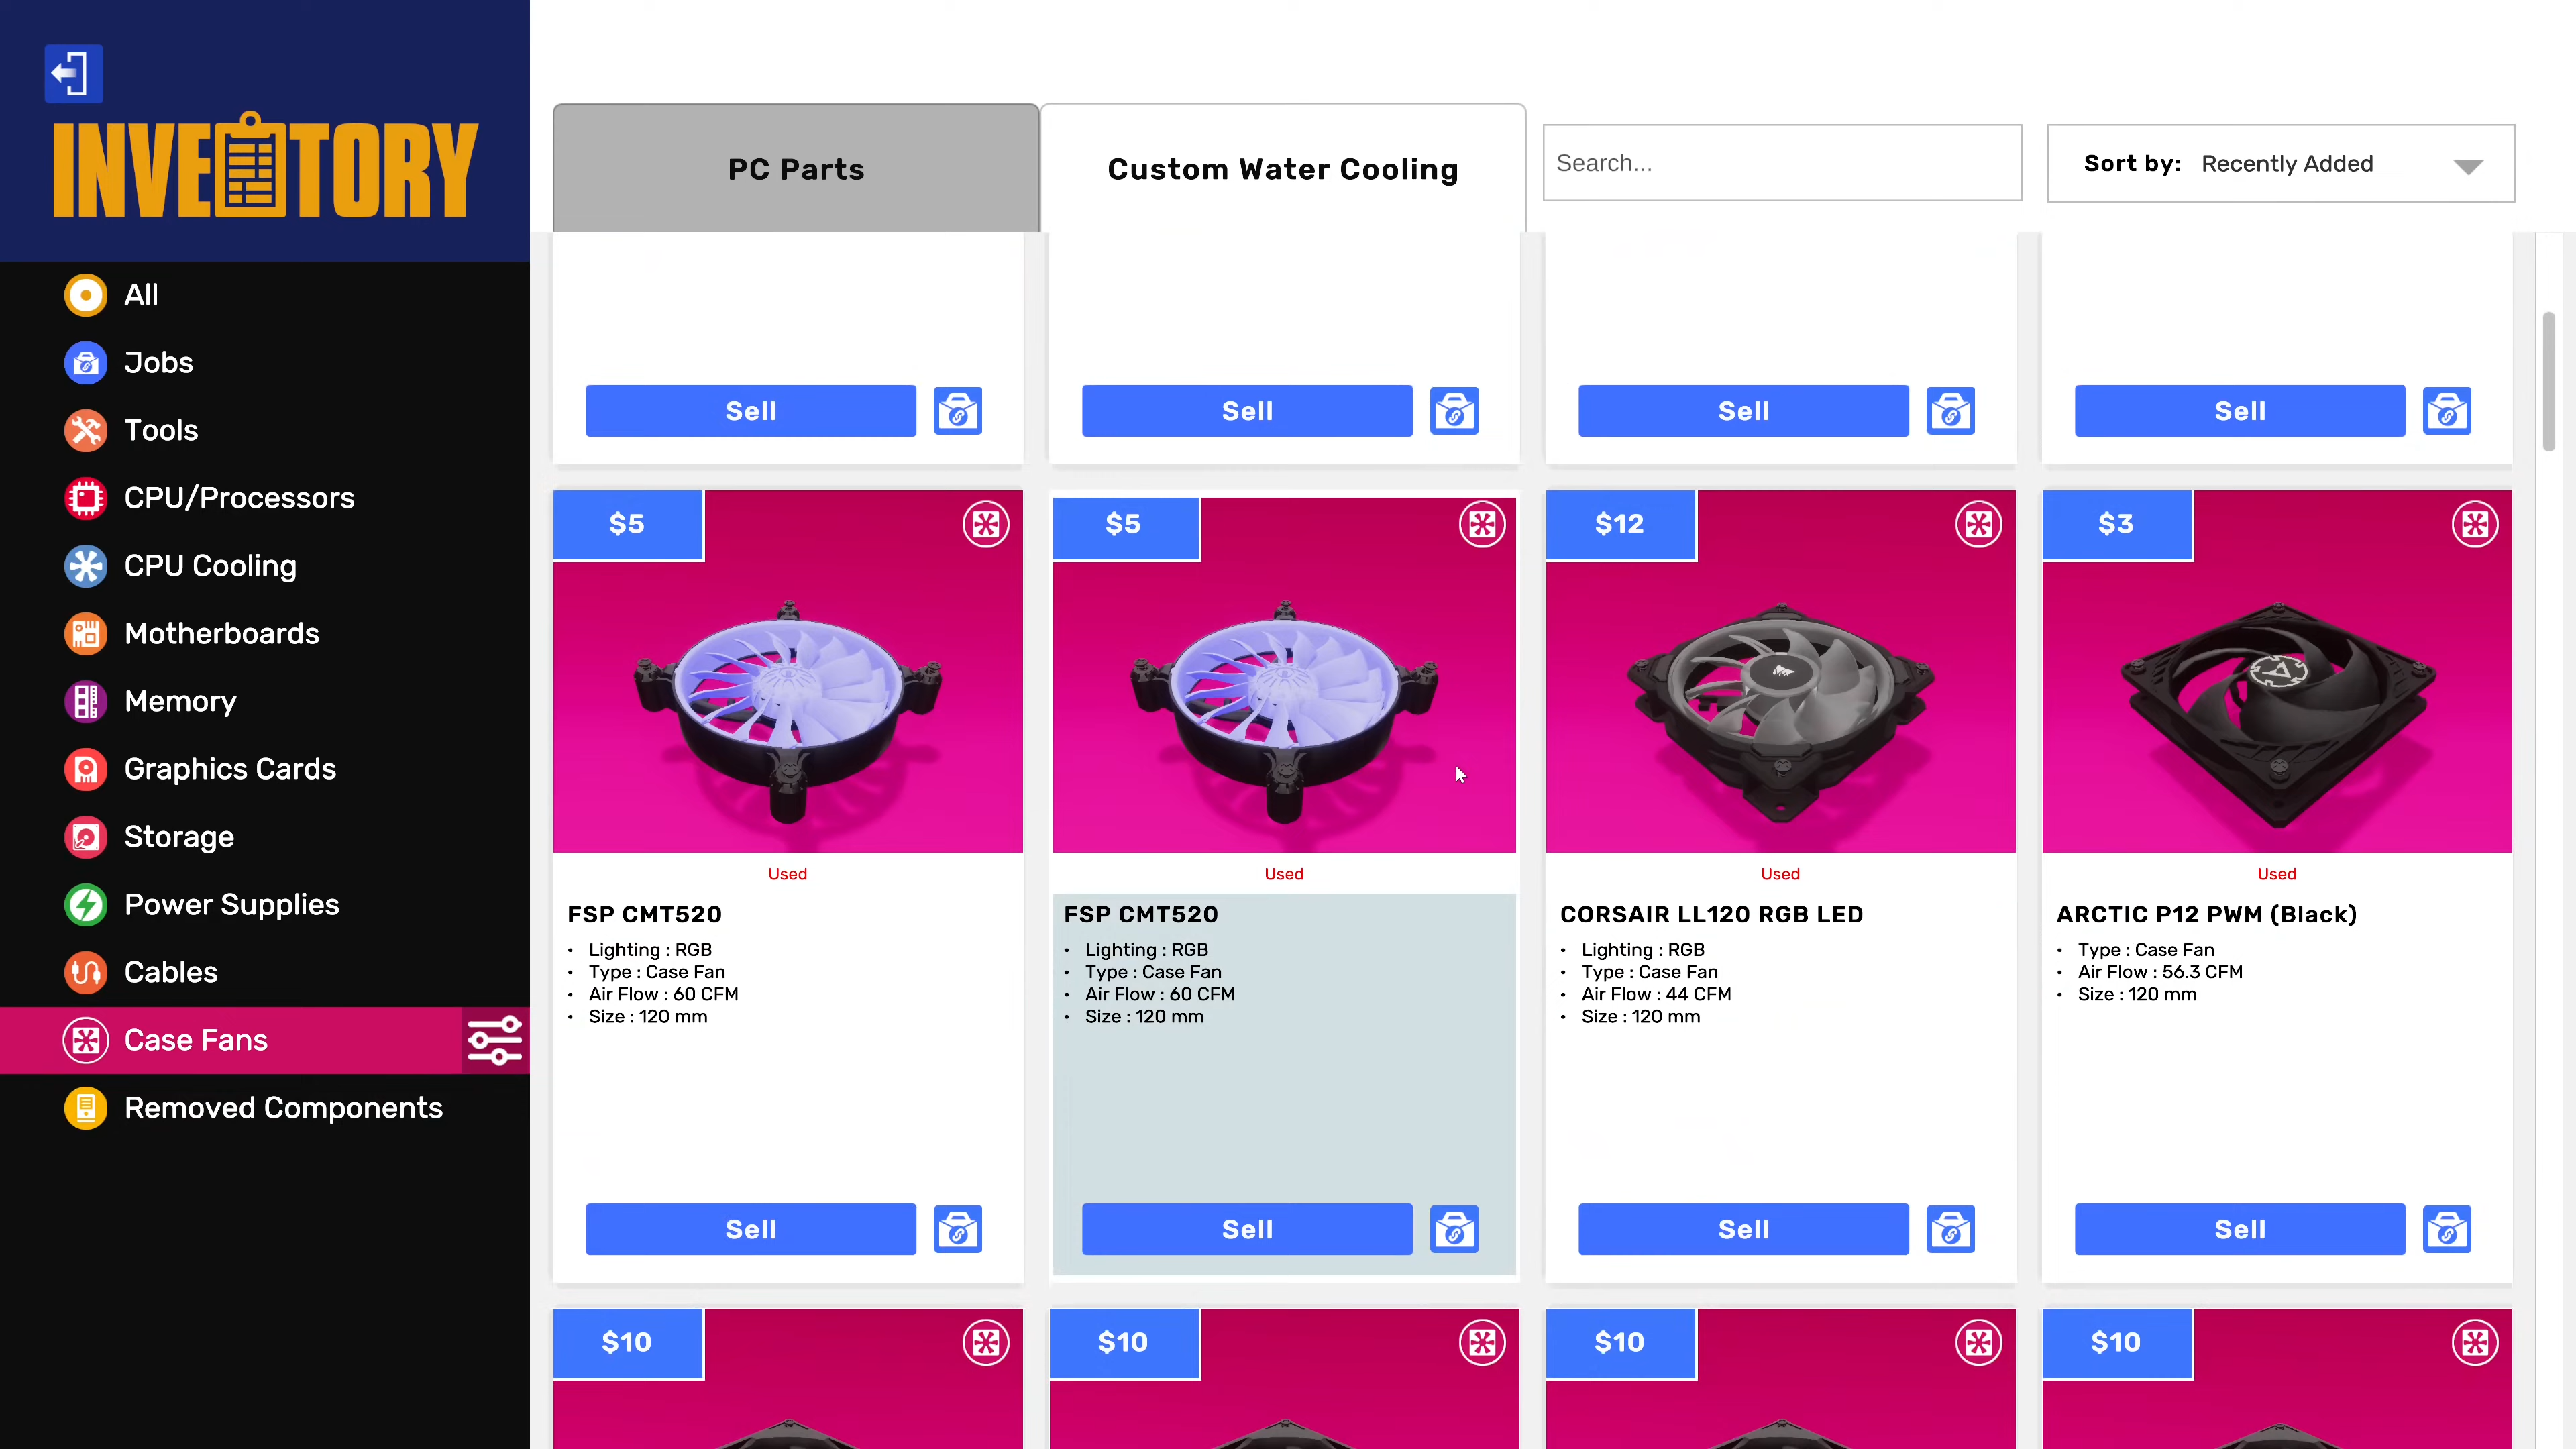 INVENTORY
PC Parts
Custom Water Cooling
Search...
Sort by: Recently Added
All
Jobs
Tools
CPU/Processors
CPU Cooling
Motherboards
Memory
Graphics Cards
Storage
Power Supplies
Cables
Case Fans
Removed Components
Sell
Sell
Sell
Sell
$5
Used
FSP CMT520
• Lighting : RGB
• Type : Case Fan
• Air Flow : 60 CFM
• Size : 120 mm
Sell
$5
Used
FSP CMT520
• Lighting : RGB
• Type : Case Fan
• Air Flow : 60 CFM
• Size : 120 mm
Sell
$12
Used
CORSAIR LL120 RGB LED
• Lighting : RGB
• Type : Case Fan
• Air Flow : 44 CFM
• Size : 120 mm
Sell
$3
Used
ARCTIC P12 PWM (Black)
• Type : Case Fan
• Air Flow : 56.3 CFM
• Size : 120 mm
Sell
$10
$10
$10
$10